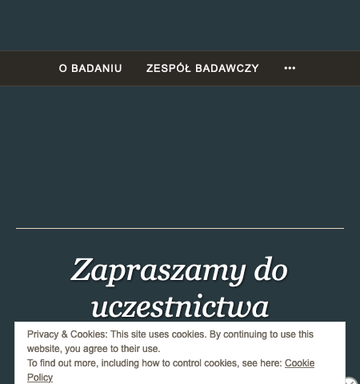 O BADANIU ZESPÓŁ BADAWCZY •••
Zapraszamy do
uczestnictwa
Privacy & Cookies: This site uses cookies. By continuing to use this
website, you agree to their use.
To find out more, including how to control cookies, see here: Cookie
Policy